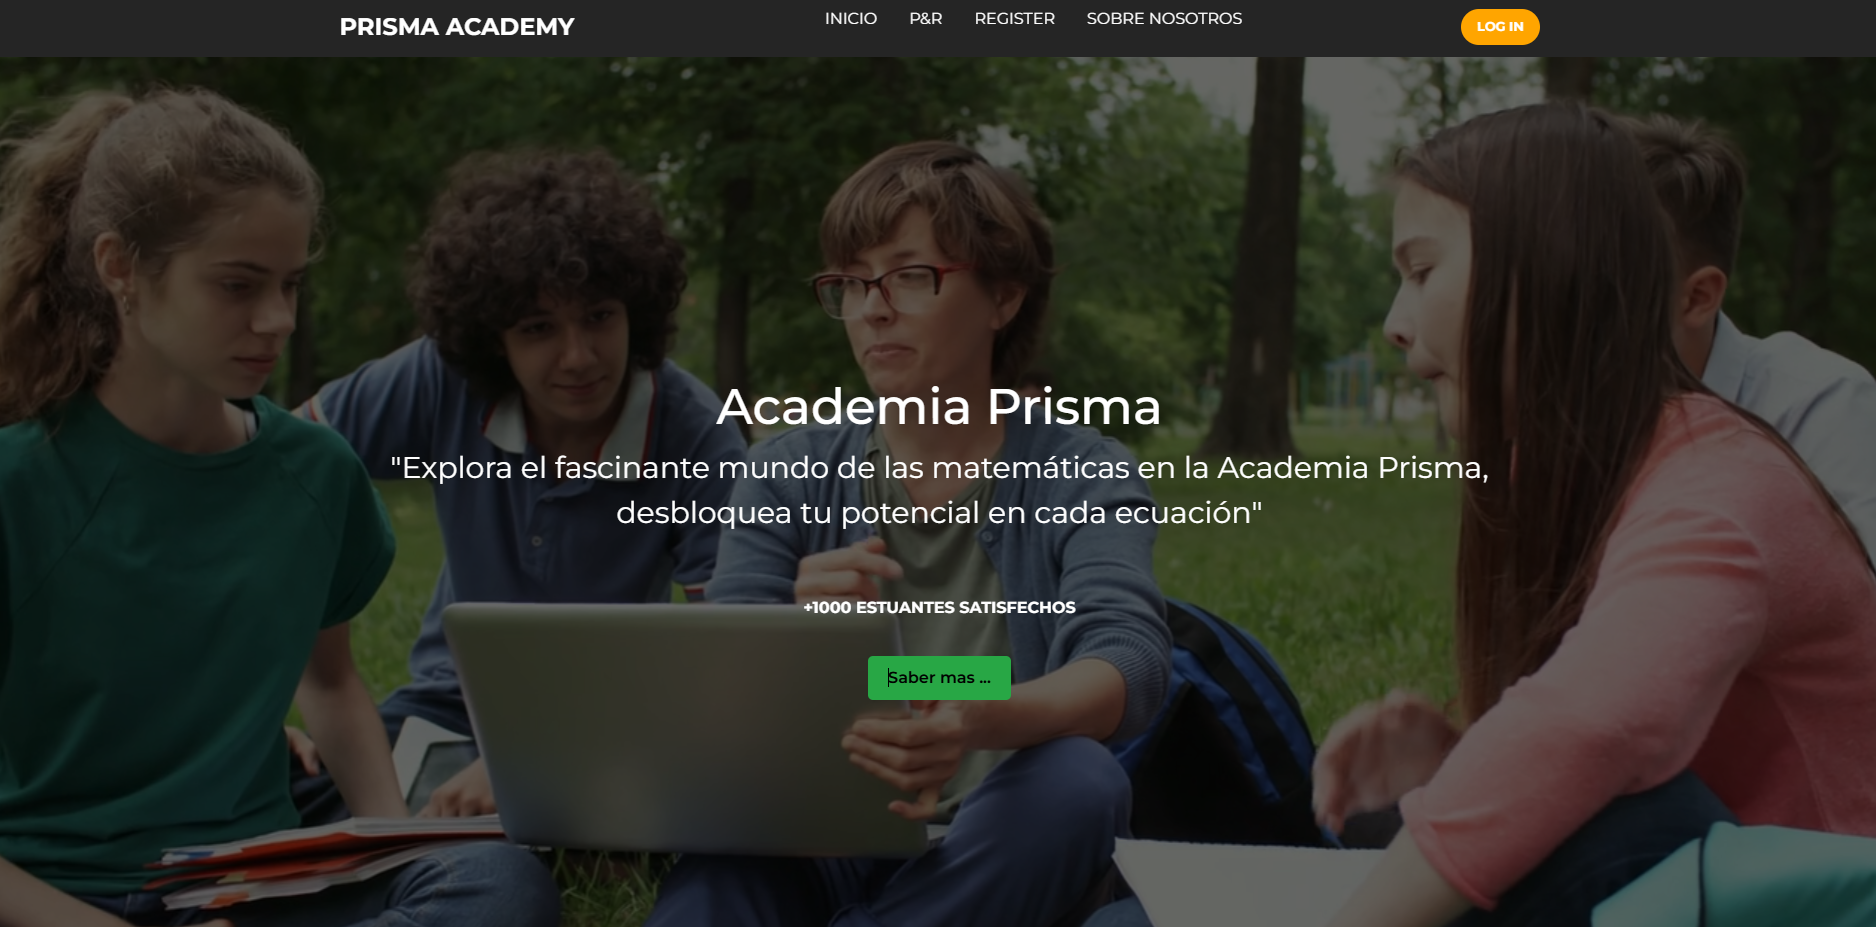 PRISMA ACADEMY
INICIO P&R REGISTER SOBRE NOSOTROS
LOG IN
Academia Prisma
"Explora el fascinante mundo de las matemáticas en la Academia Prisma,
desbloquea tu potencial en cada ecuación"
+1000 ESTUANTES SATISFECHOS
Saber mas ...